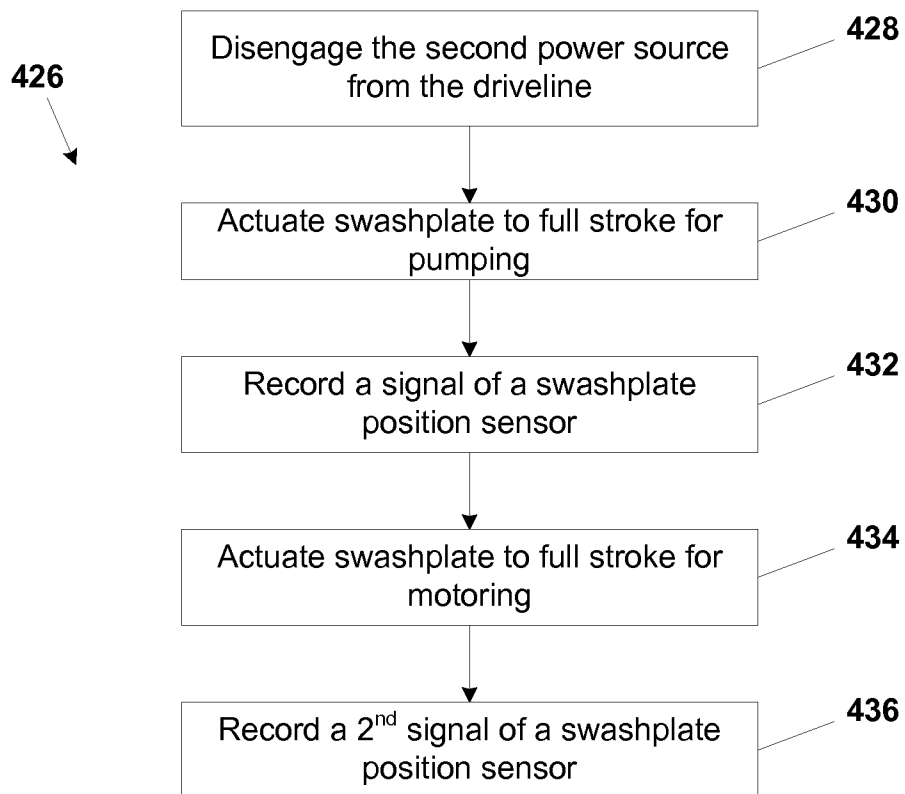 Disengage the second power source
from the driveline
428
426
Actuate swashplate to full stroke for
pumping
430
Record a signal of a swashplate
position sensor
432
Actuate swashplate to full stroke for
motoring
434
Record a 2nd signal of a swashplate
position sensor
436